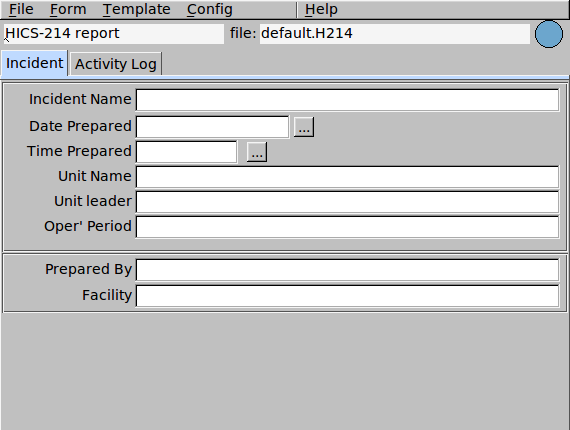 File Form Template Config Help
HICS-214 report file: default.H214
Incident Activity Log
Incident Name
Date Prepared ...
Time Prepared ...
Unit Name
Unit leader
Oper' Period
Prepared By
Facility